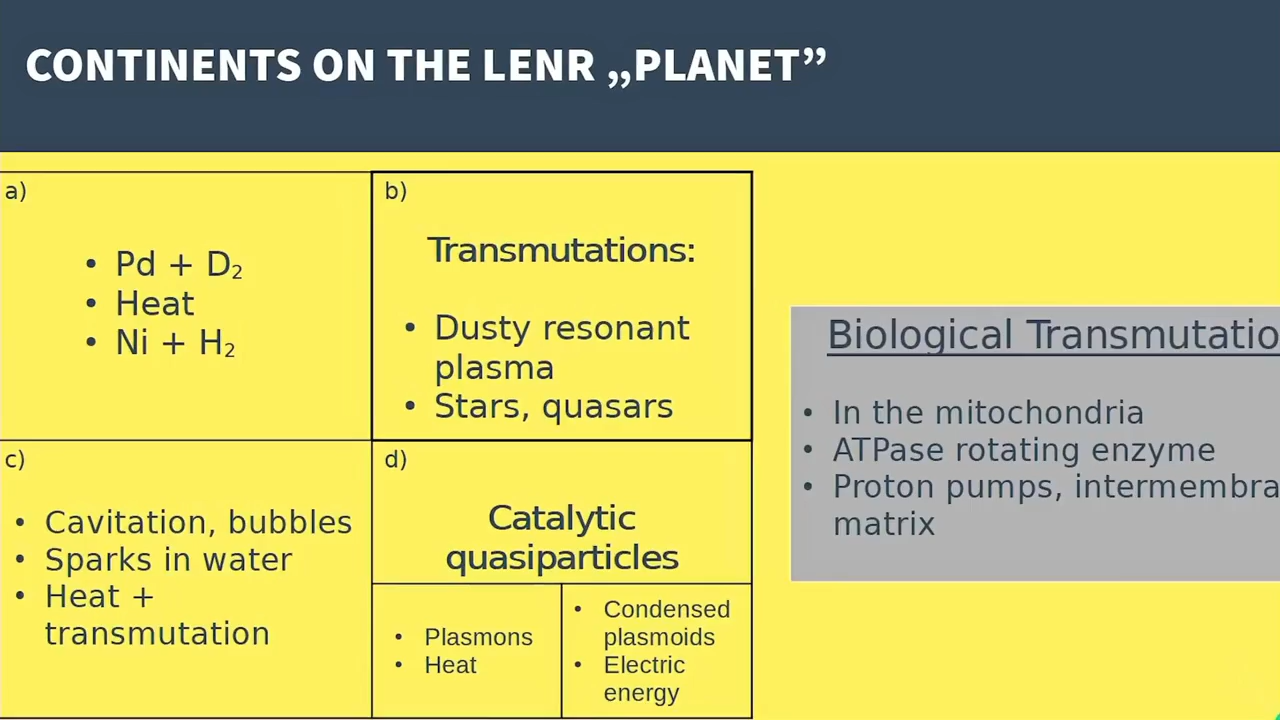 CONTINENTS ON THE LENR „PLANET”
a)
• Pd + D₂
• Heat
• Ni + H₂
b)
Transmutations:
• Dusty resonant
plasma
• Stars, quasars
c)
• Cavitation, bubbles
• Sparks in water
• Heat +
transmutation
d)
Catalytic
quasiparticles
• Plasmons
• Heat
• Condensed
plasmoids
• Electric
energy
Biological Transmutatio
• In the mitochondria
• ATPase rotating enzyme
• Proton pumps, intermembra
matrix